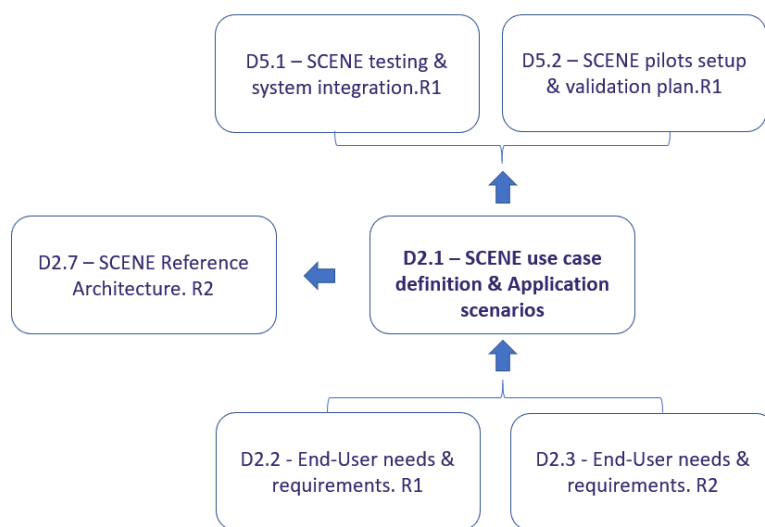 D5.1 – SCENE testing &
system integration.R1
D5.2 – SCENE pilots setup
& validation plan.R1
D2.7 – SCENE Reference
Architecture. R2
D2.1 – SCENE use case
definition & Application
scenarios
D2.2 - End-User needs &
requirements. R1
D2.3 - End-User needs &
requirements. R2